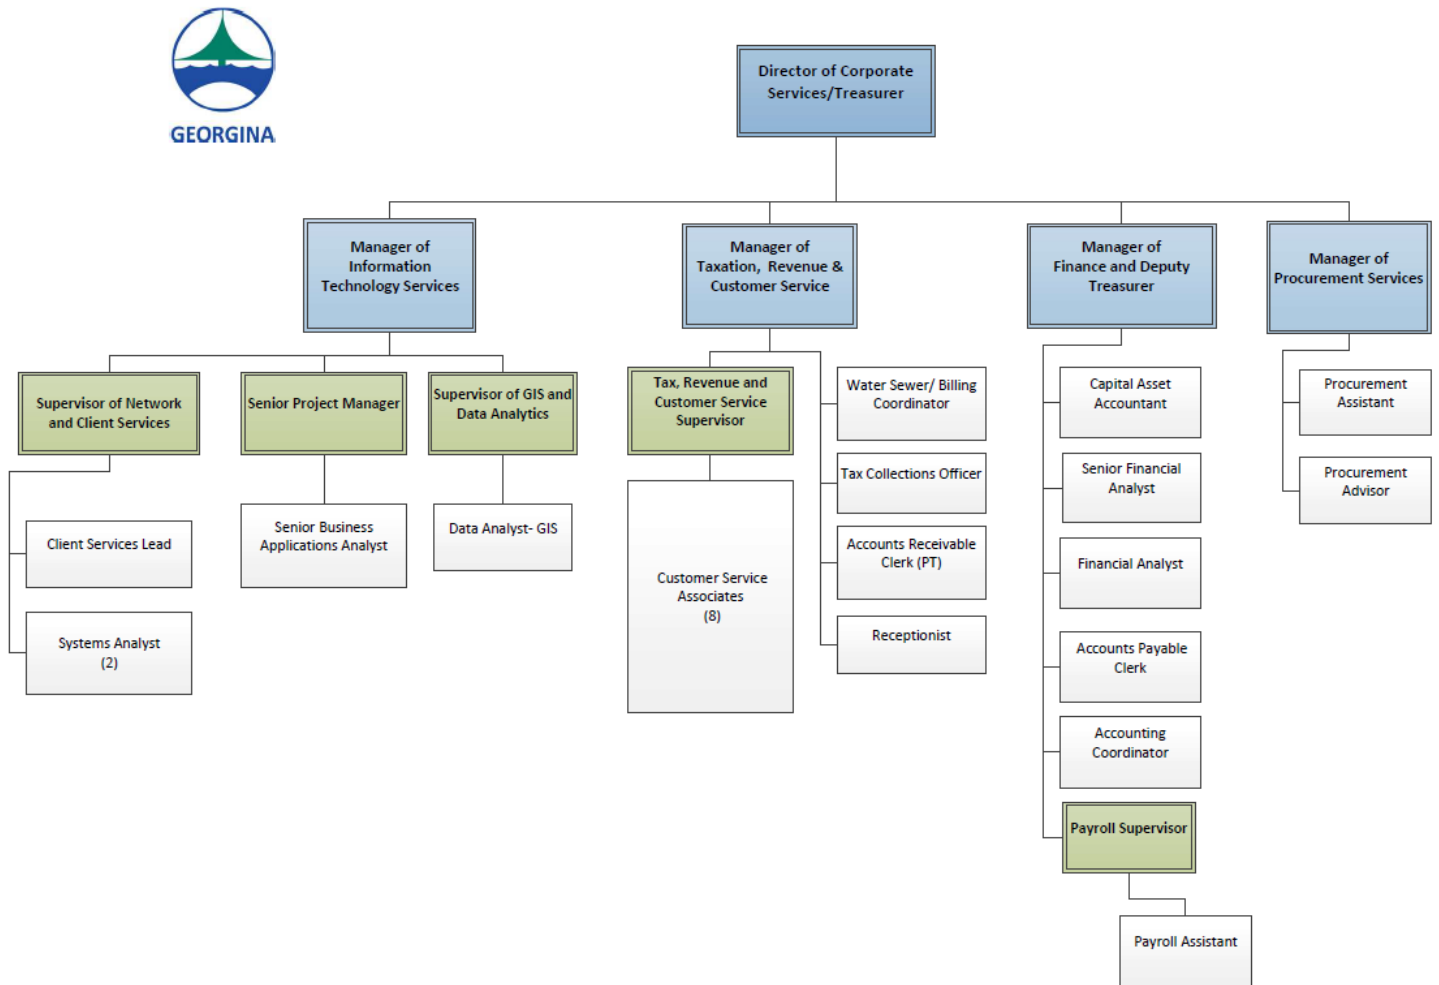 GEORGINA
Director of Corporate
Services/Treasurer
Manager of
Information
Technology Services
Manager of
Taxation, Revenue &
Customer Service
Manager of
Finance and Deputy
Treasurer
Manager of
Procurement Services
Supervisor of Network
and Client Services
Senior Project Manager
Supervisor of GIS and
Data Analytics
Tax, Revenue and
Customer Service
Supervisor
Water Sewer/ Billing
Coordinator
Capital Asset
Accountant
Procurement
Assistant
Client Services Lead
Systems Analyst
(2)
Senior Business
Applications Analyst
Data Analyst- GIS
Customer Service
Associates
(8)
Tax Collections Officer
Accounts Receivable
Clerk (PT)
Receptionist
Senior Financial
Analyst
Financial Analyst
Accounts Payable
Clerk
Accounting
Coordinator
Payroll Supervisor
Payroll Assistant
Procurement
Advisor